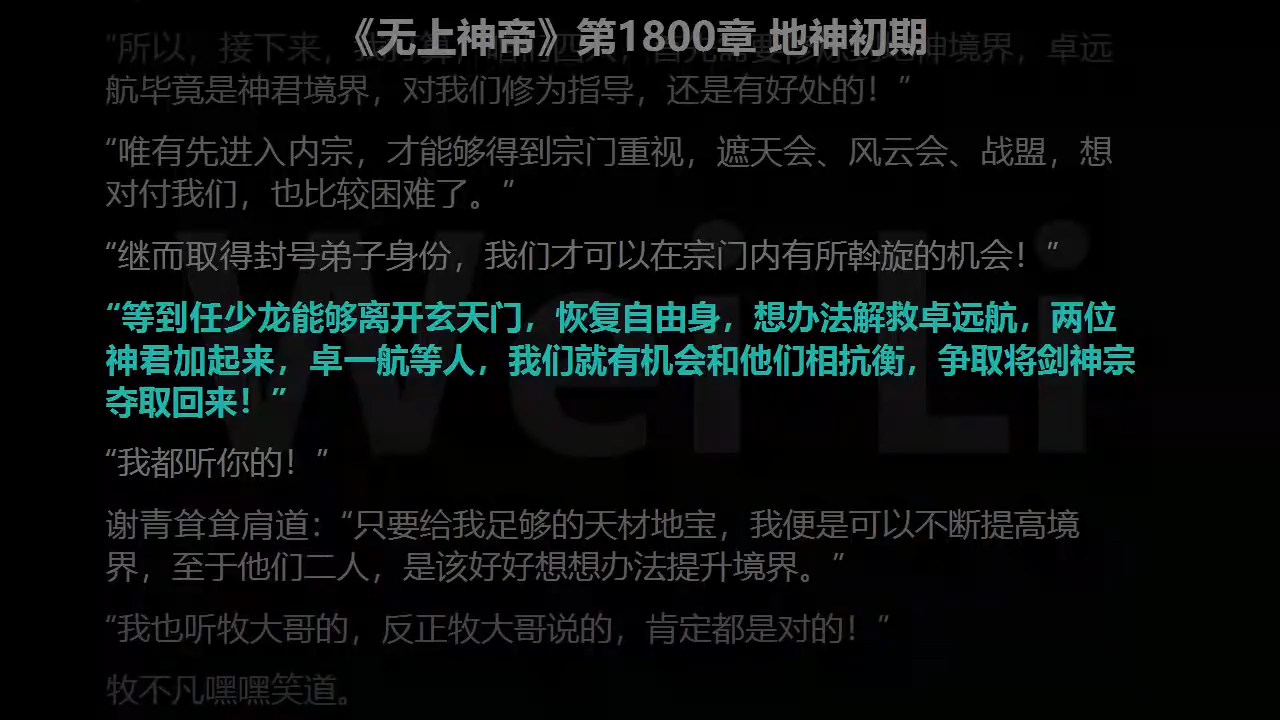 《无上神帝》第1800章 地神初期
“所以，接下来，
神境界，卓远
航毕竟是神君境界，对我们修为指导，还是有好处的！”
“唯有先进入内宗，才能够得到宗门重视，遮天会、风云会、战盟，想
对付我们，也比较困难了。”
“继而取得封号弟子身份，我们才可以在宗门内有所斡旋的机会！”
“等到任少龙能够离开玄天门，恢复自由身，想办法解救卓远航，两位
神君加起来，卓一航等人，我们就有机会和他们相抗衡，争取将剑神宗
夺取回来！”
“我都听你的！”
谢青耸耸肩道：“只要给我足够的天材地宝，我便是可以不断提高境
界，至于他们二人，是该好好想想办法提升境界。”
“我也听牧大哥的，反正牧大哥说的，肯定都是对的！”
牧不凡嘿嘿笑道。
Wei Li